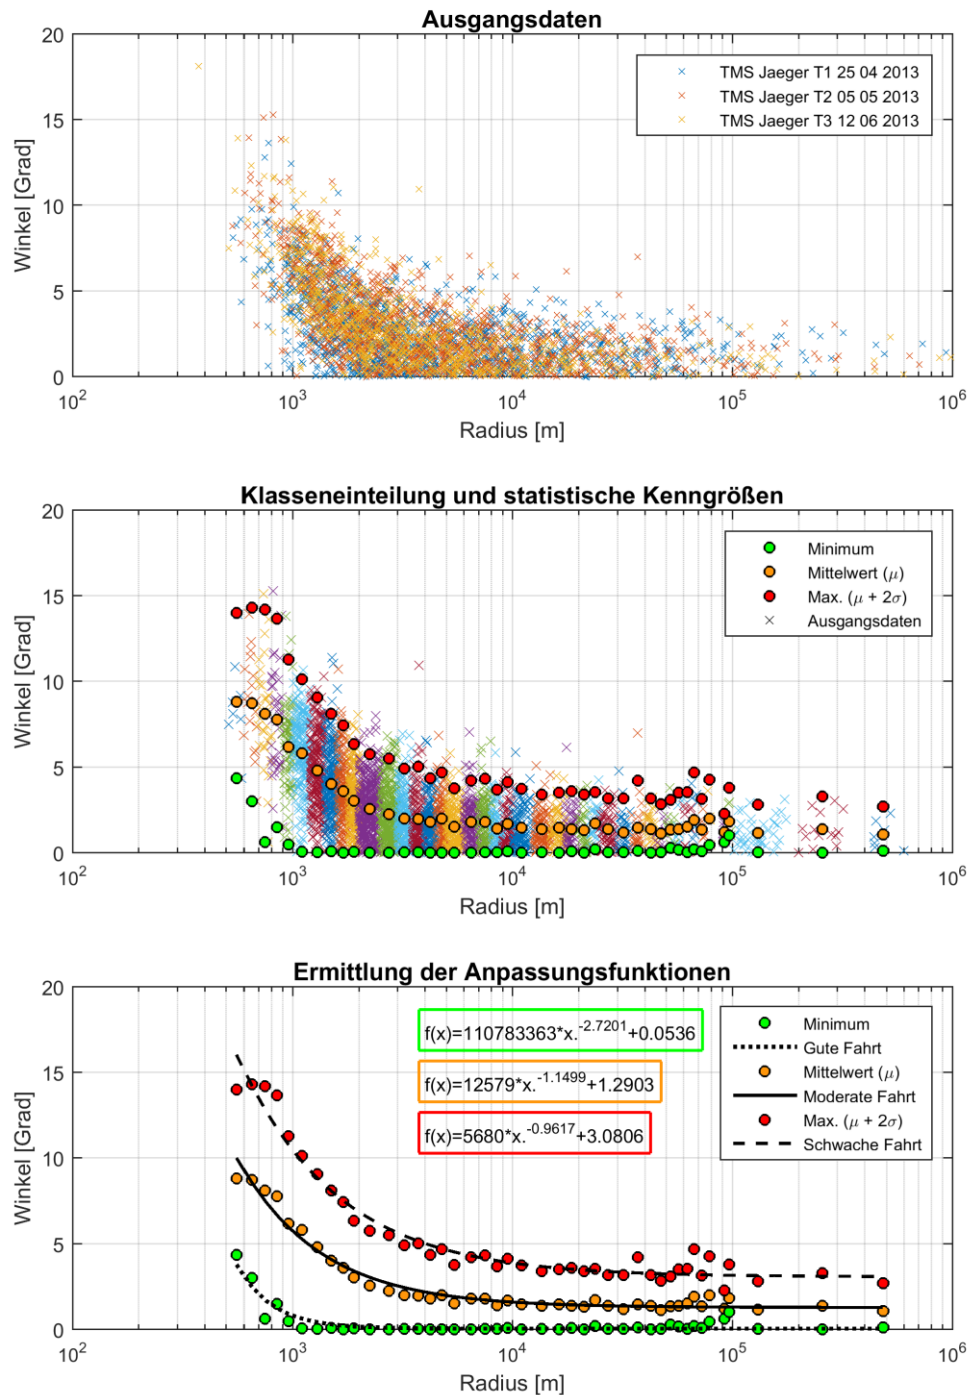 Ausgangsdaten
20
15
10
5
0
Winkel [Grad]
TMS Jaeger T1 25 04 2013
TMS Jaeger T2 05 05 2013
TMS Jaeger T3 12 06 2013
10^2 10^3 10^4 10^5 10^6
Radius [m]
Klasseneinteilung und statistische Kenngrößen
20
15
10
5
0
Winkel [Grad]
Minimum
Mittelwert (μ)
Max. (μ + 2σ)
Ausgangsdaten
10^2 10^3 10^4 10^5 10^6
Radius [m]
Ermittlung der Anpassungsfunktionen
20
15
10
5
0
Winkel [Grad]
f(x)=110783363*x.^-2.7201+0.0536
f(x)=12579*x.^-1.1499+1.2903
f(x)=5680*x.^-0.9617+3.0806
Minimum
Gute Fahrt
Mittelwert (μ)
Moderate Fahrt
Max. (μ + 2σ)
Schwache Fahrt
10^2 10^3 10^4 10^5 10^6
Radius [m]